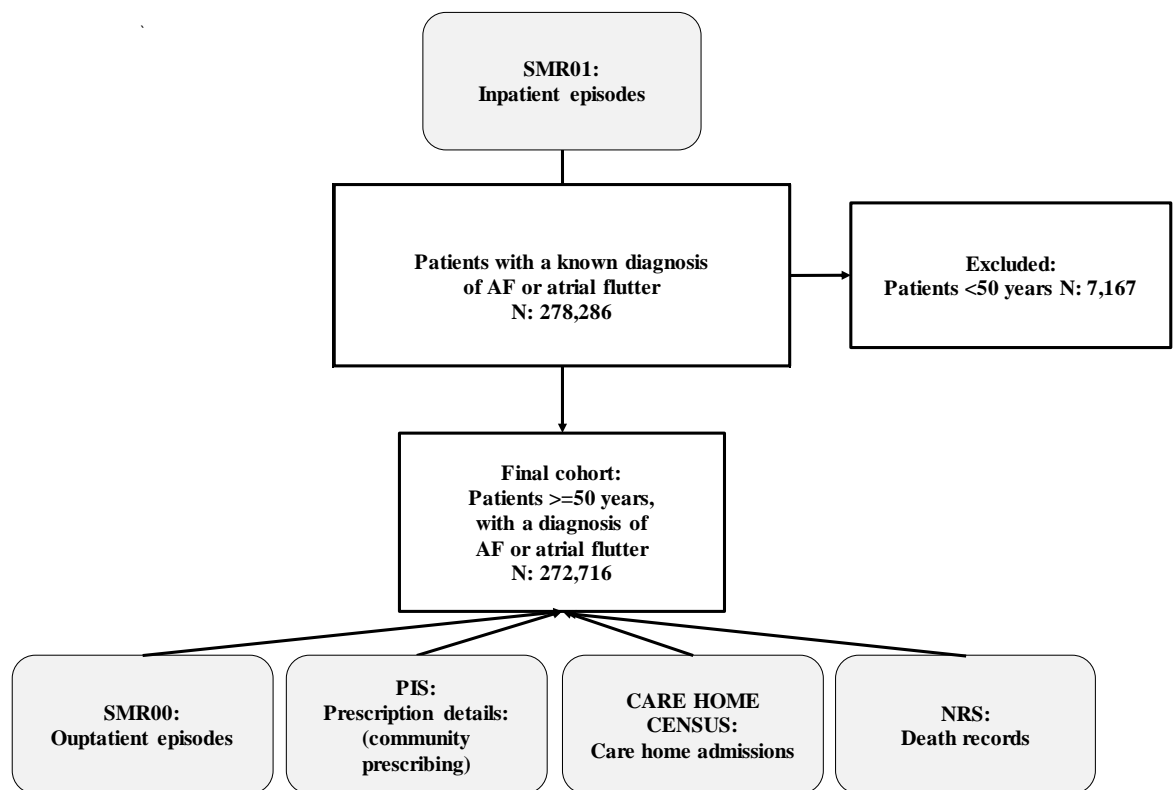 SMR01:
Inpatient episodes
Patients with a known diagnosis
of AF or atrial flutter
N: 278,286
Excluded:
Patients <50 years N: 7,167
Final cohort:
Patients >=50 years,
with a diagnosis of
AF or atrial flutter
N: 272,716
SMR00:
Ouptatient episodes
PIS:
Prescription details:
(community
prescribing)
CARE HOME
CENSUS:
Care home admissions
NRS:
Death records